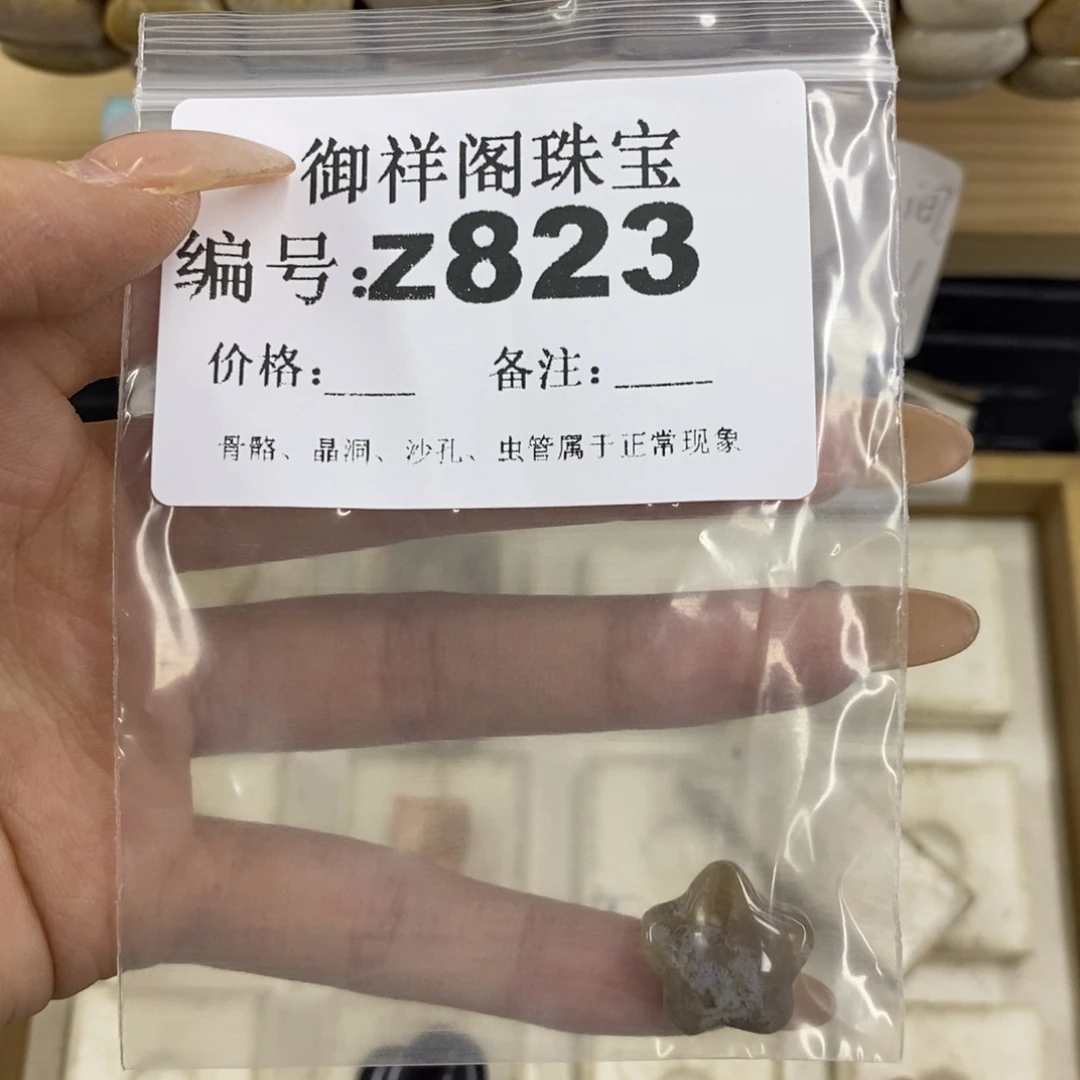 御祥阁珠宝
编号:z823
价格:____ 备注:____
骨骼、晶洞、沙孔、虫管属于正常现象